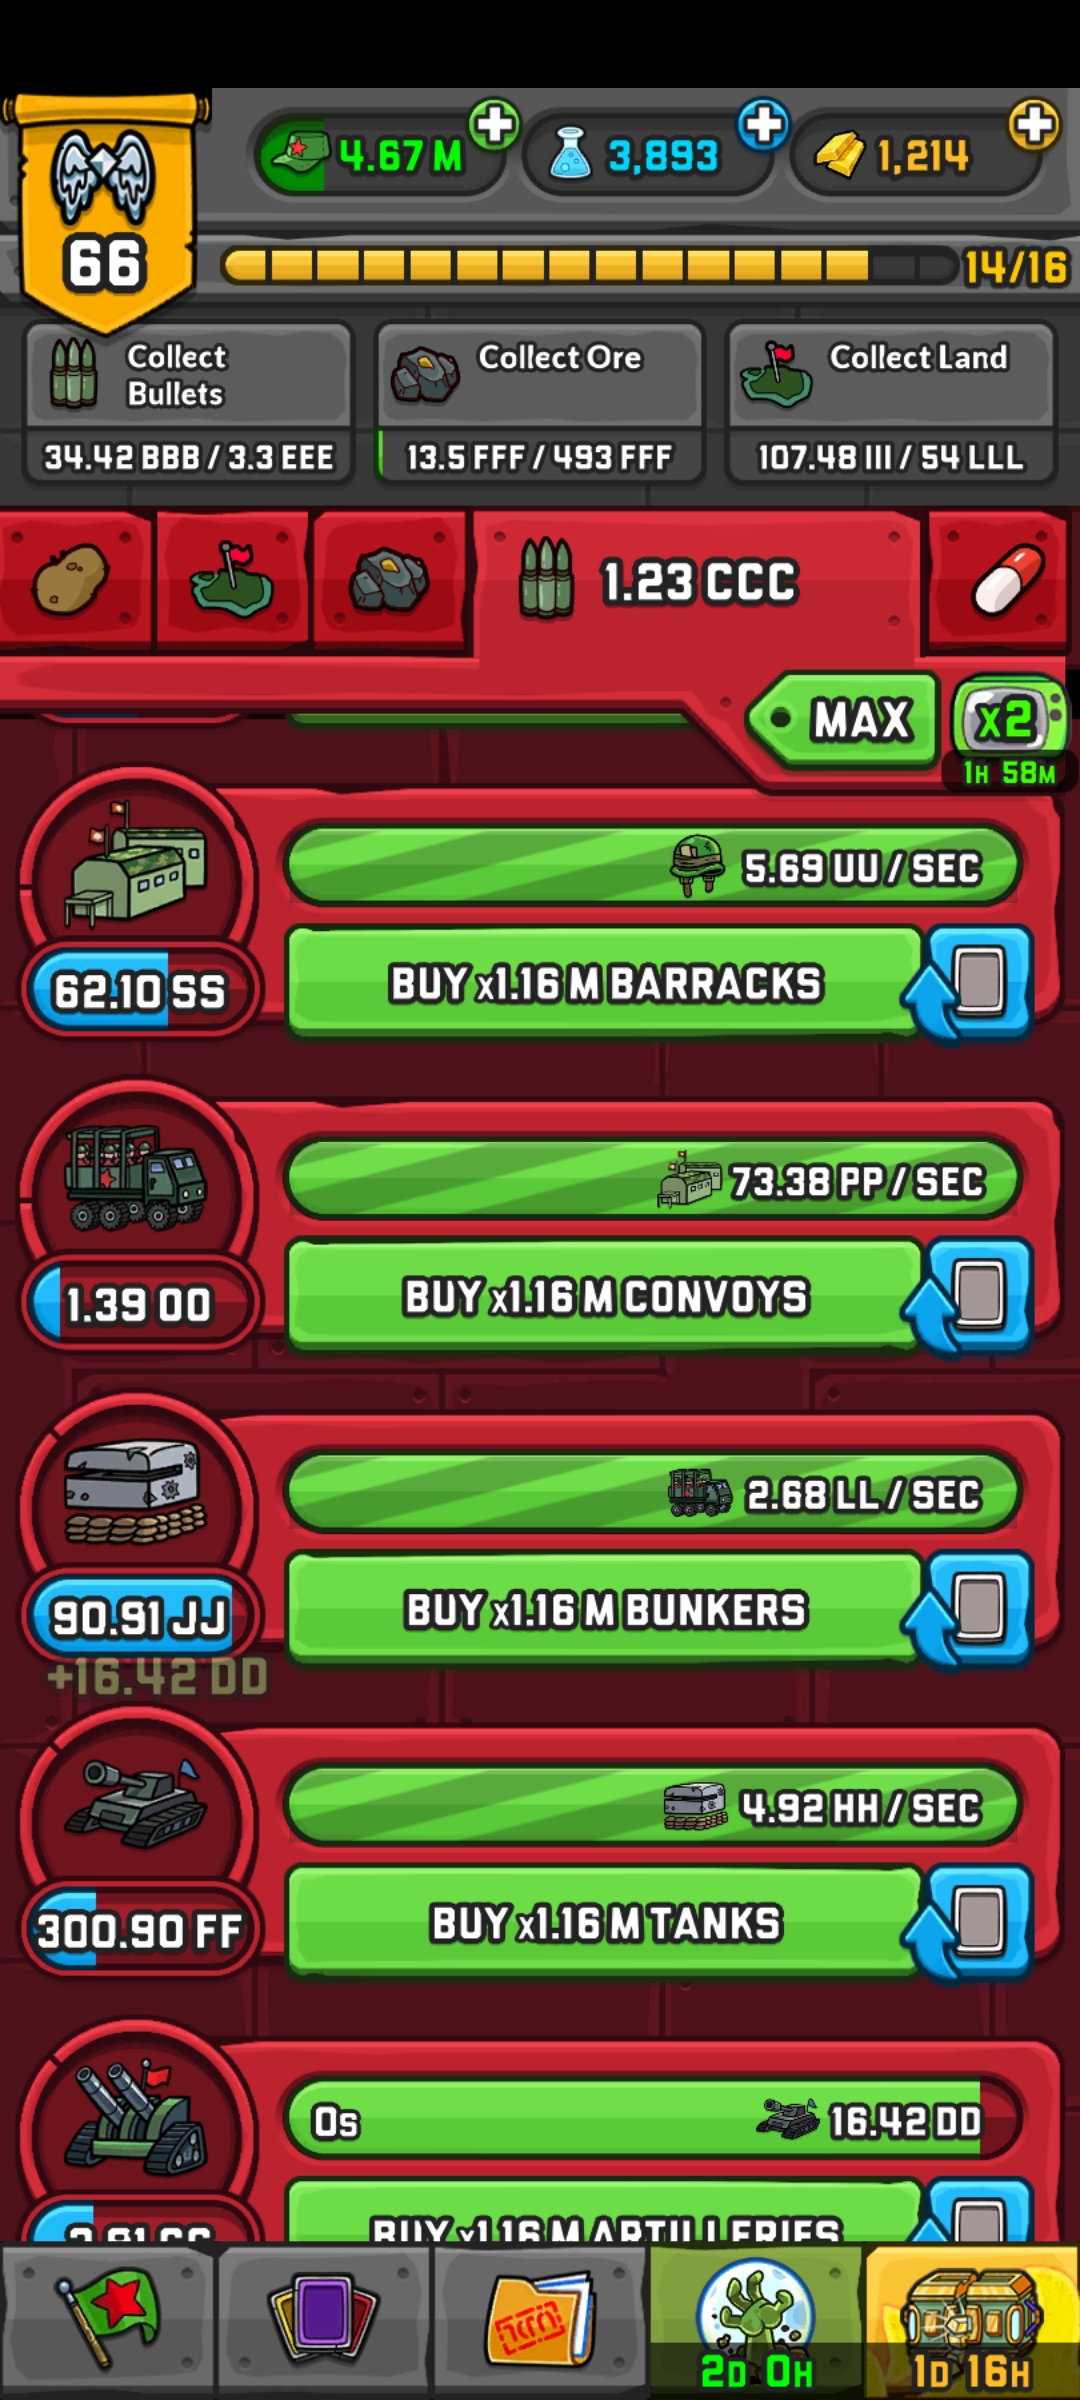 66
4.67 M
3,893
1,214
14/16
Collect Bullets
34.42 BBB / 3.3 EEE
Collect Ore
13.5 FFF / 493 FFF
Collect Land
107.48 III / 54 LLL
1.23 CCC
MAX
x2
1H 58M
5.69 UU / SEC
62.10 SS
BUY x1.16 M BARRACKS
73.38 PP / SEC
1.39 OO
BUY x1.16 M CONVOYS
2.68 LL / SEC
90.91 JJ
BUY x1.16 M BUNKERS
+16.42 DD
4.92 HH / SEC
300.90 FF
BUY x1.16 M TANKS
0s
16.42 DD
BUY x1.16 M ARTILLERIES
2D 0H
1D 16H